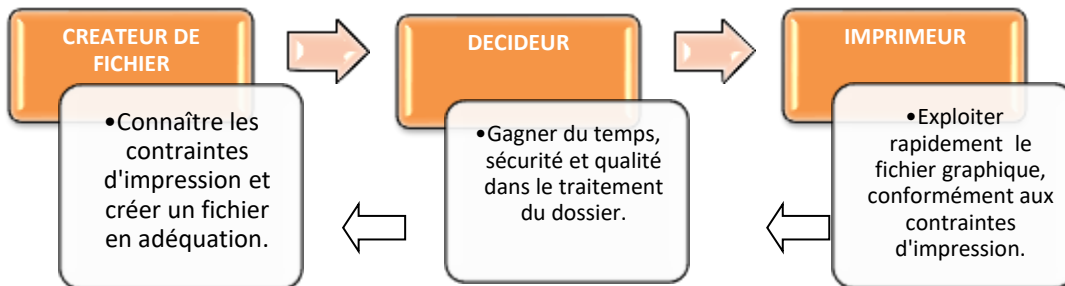 CREATEUR DE
FICHIER
•Connaître les
contraintes
d'impression et
créer un fichier
en adéquation.
DECIDEUR
•Gagner du temps,
sécurité et qualité
dans le traitement
du dossier.
IMPRIMEUR
•Exploiter
rapidement le
fichier graphique,
conformément aux
contraintes
d'impression.